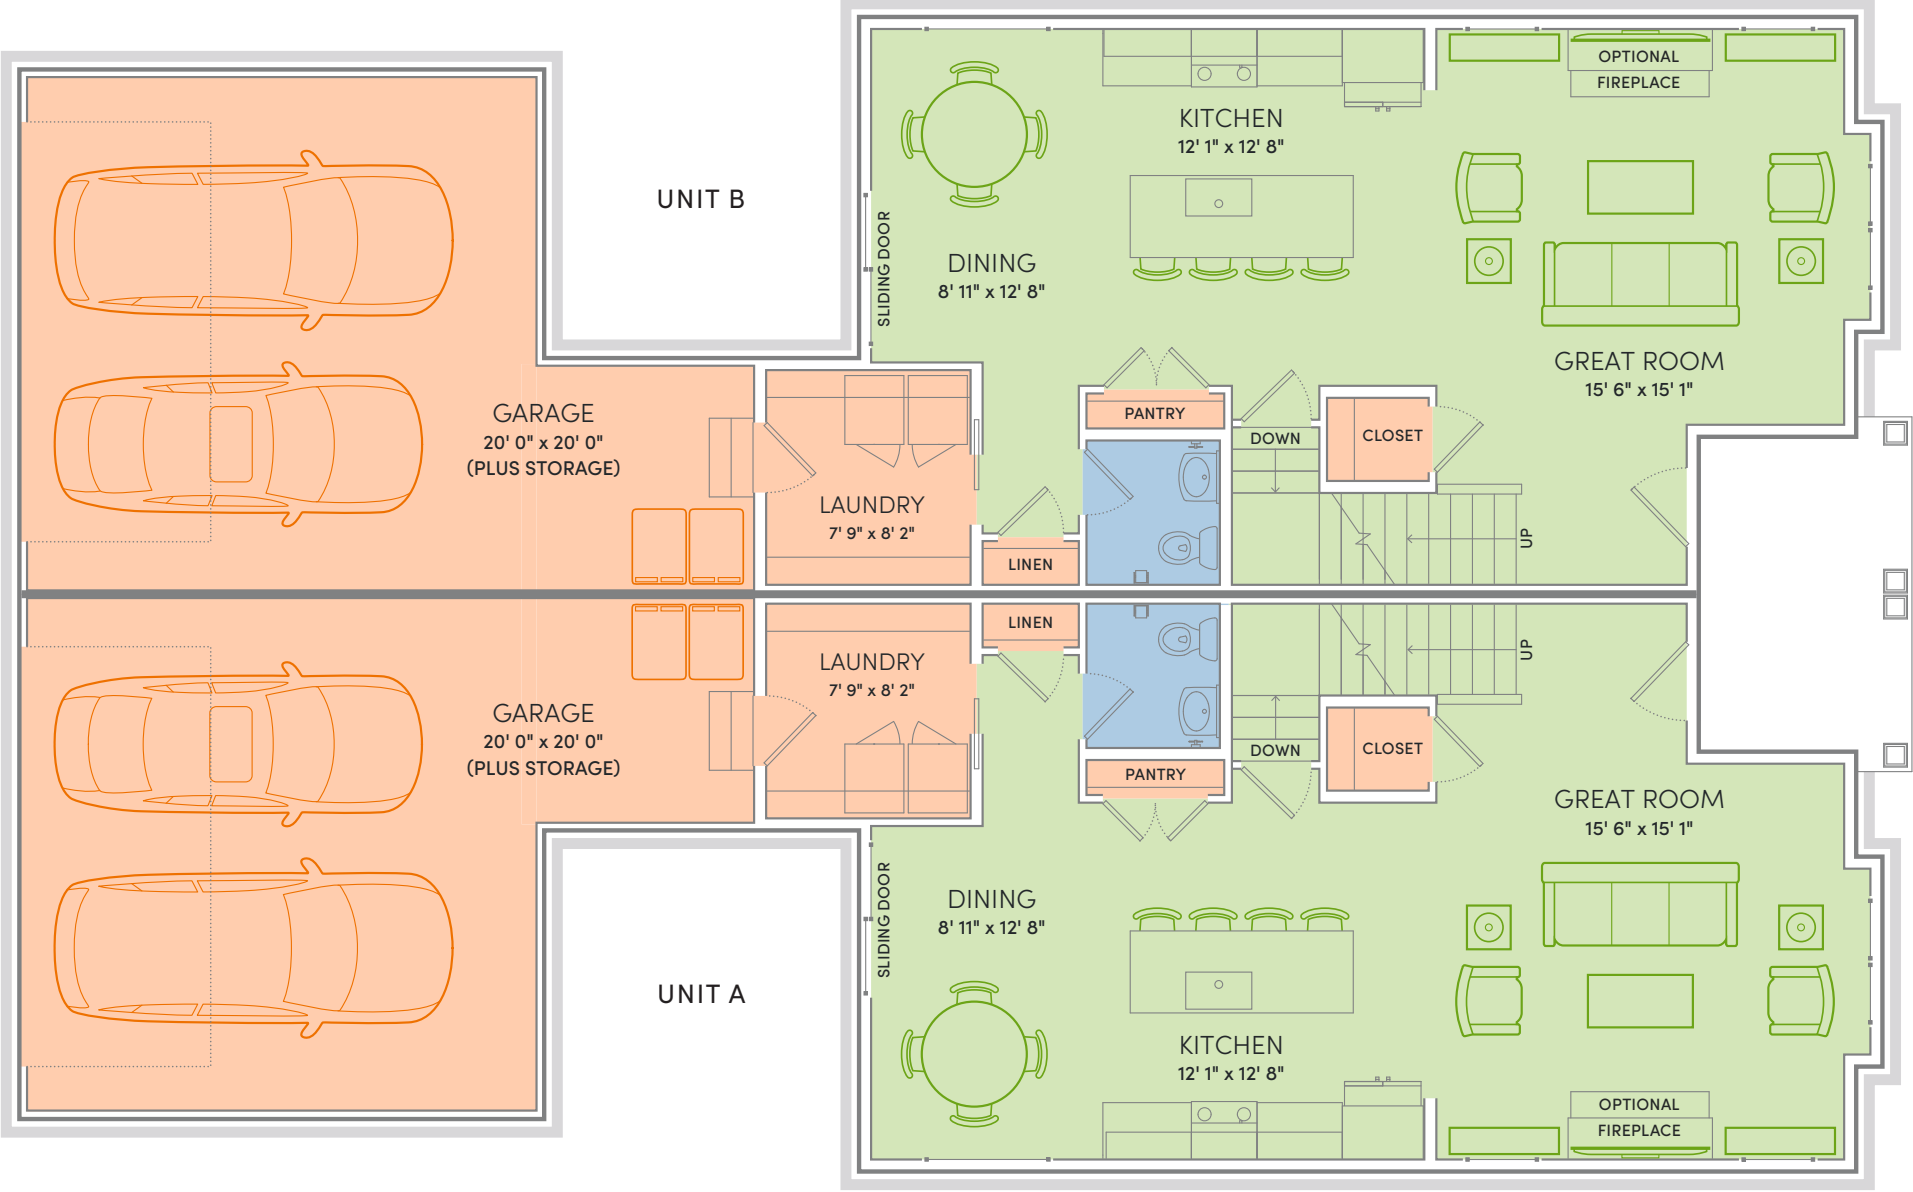 OPTIONAL
FIREPLACE
KITCHEN
12' 1" x 12' 8"
UNIT B
SLIDING DOOR
DINING
8' 11" x 12' 8"
GREAT ROOM
15' 6" x 15' 1"
GARAGE
20' 0" x 20' 0"
(PLUS STORAGE)
PANTRY
DOWN
CLOSET
LAUNDRY
7' 9" x 8' 2"
UP
LINEN
LINEN
UP
LAUNDRY
7' 9" x 8' 2"
GARAGE
20' 0" x 20' 0"
(PLUS STORAGE)
DOWN
CLOSET
PANTRY
GREAT ROOM
15' 6" x 15' 1"
SLIDING DOOR
DINING
8' 11" x 12' 8"
UNIT A
KITCHEN
12' 1" x 12' 8"
OPTIONAL
FIREPLACE